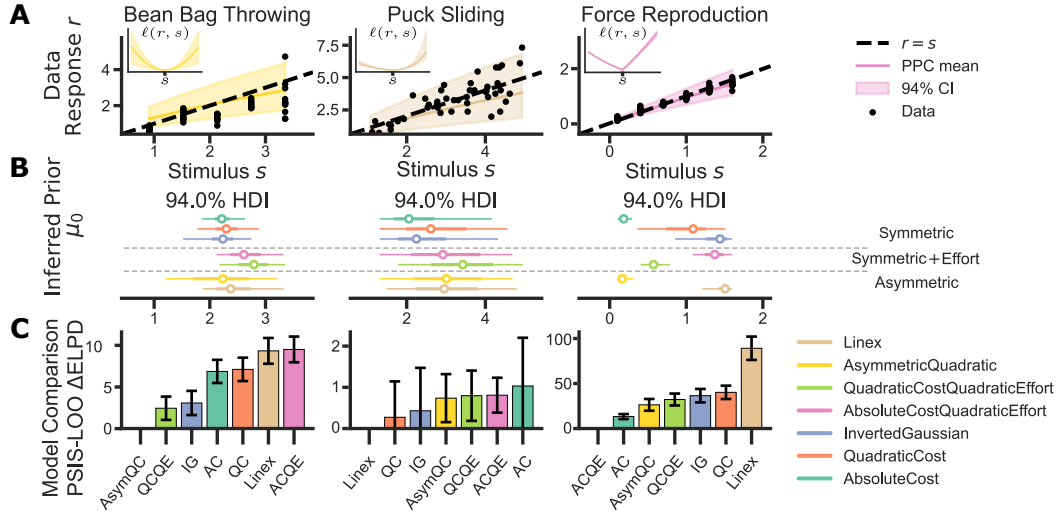 A
Bean Bag Throwing
Puck Sliding
Force Reproduction
Data
Response r
ℓ(r, s)
s
4
2
1
2
3
ℓ(r, s)
s
7.5
5.0
2.5
2
4
ℓ(r, s)
s
2
0
0
1
2
r = s
PPC mean
94% CI
Data
Stimulus s
Stimulus s
Stimulus s
B
Inferred Prior
μ₀
94.0% HDI
94.0% HDI
94.0% HDI
Symmetric
Symmetric+Effort
Asymmetric
1
2
3
2
4
0
1
2
C
Model Comparison
PSIS-LOO ΔELPD
10
5
0
AsymQC
QCQE
IG
AC
QC
Linex
ACQE
2
1
0
Linex
QC
IG
AsymQC
QCQE
ACQE
AC
100
50
0
ACQE
AC
AsymQC
QCQE
IG
QC
Linex
Linex
AsymmetricQuadratic
QuadraticCostQuadraticEffort
AbsoluteCostQuadraticEffort
InvertedGaussian
QuadraticCost
AbsoluteCost